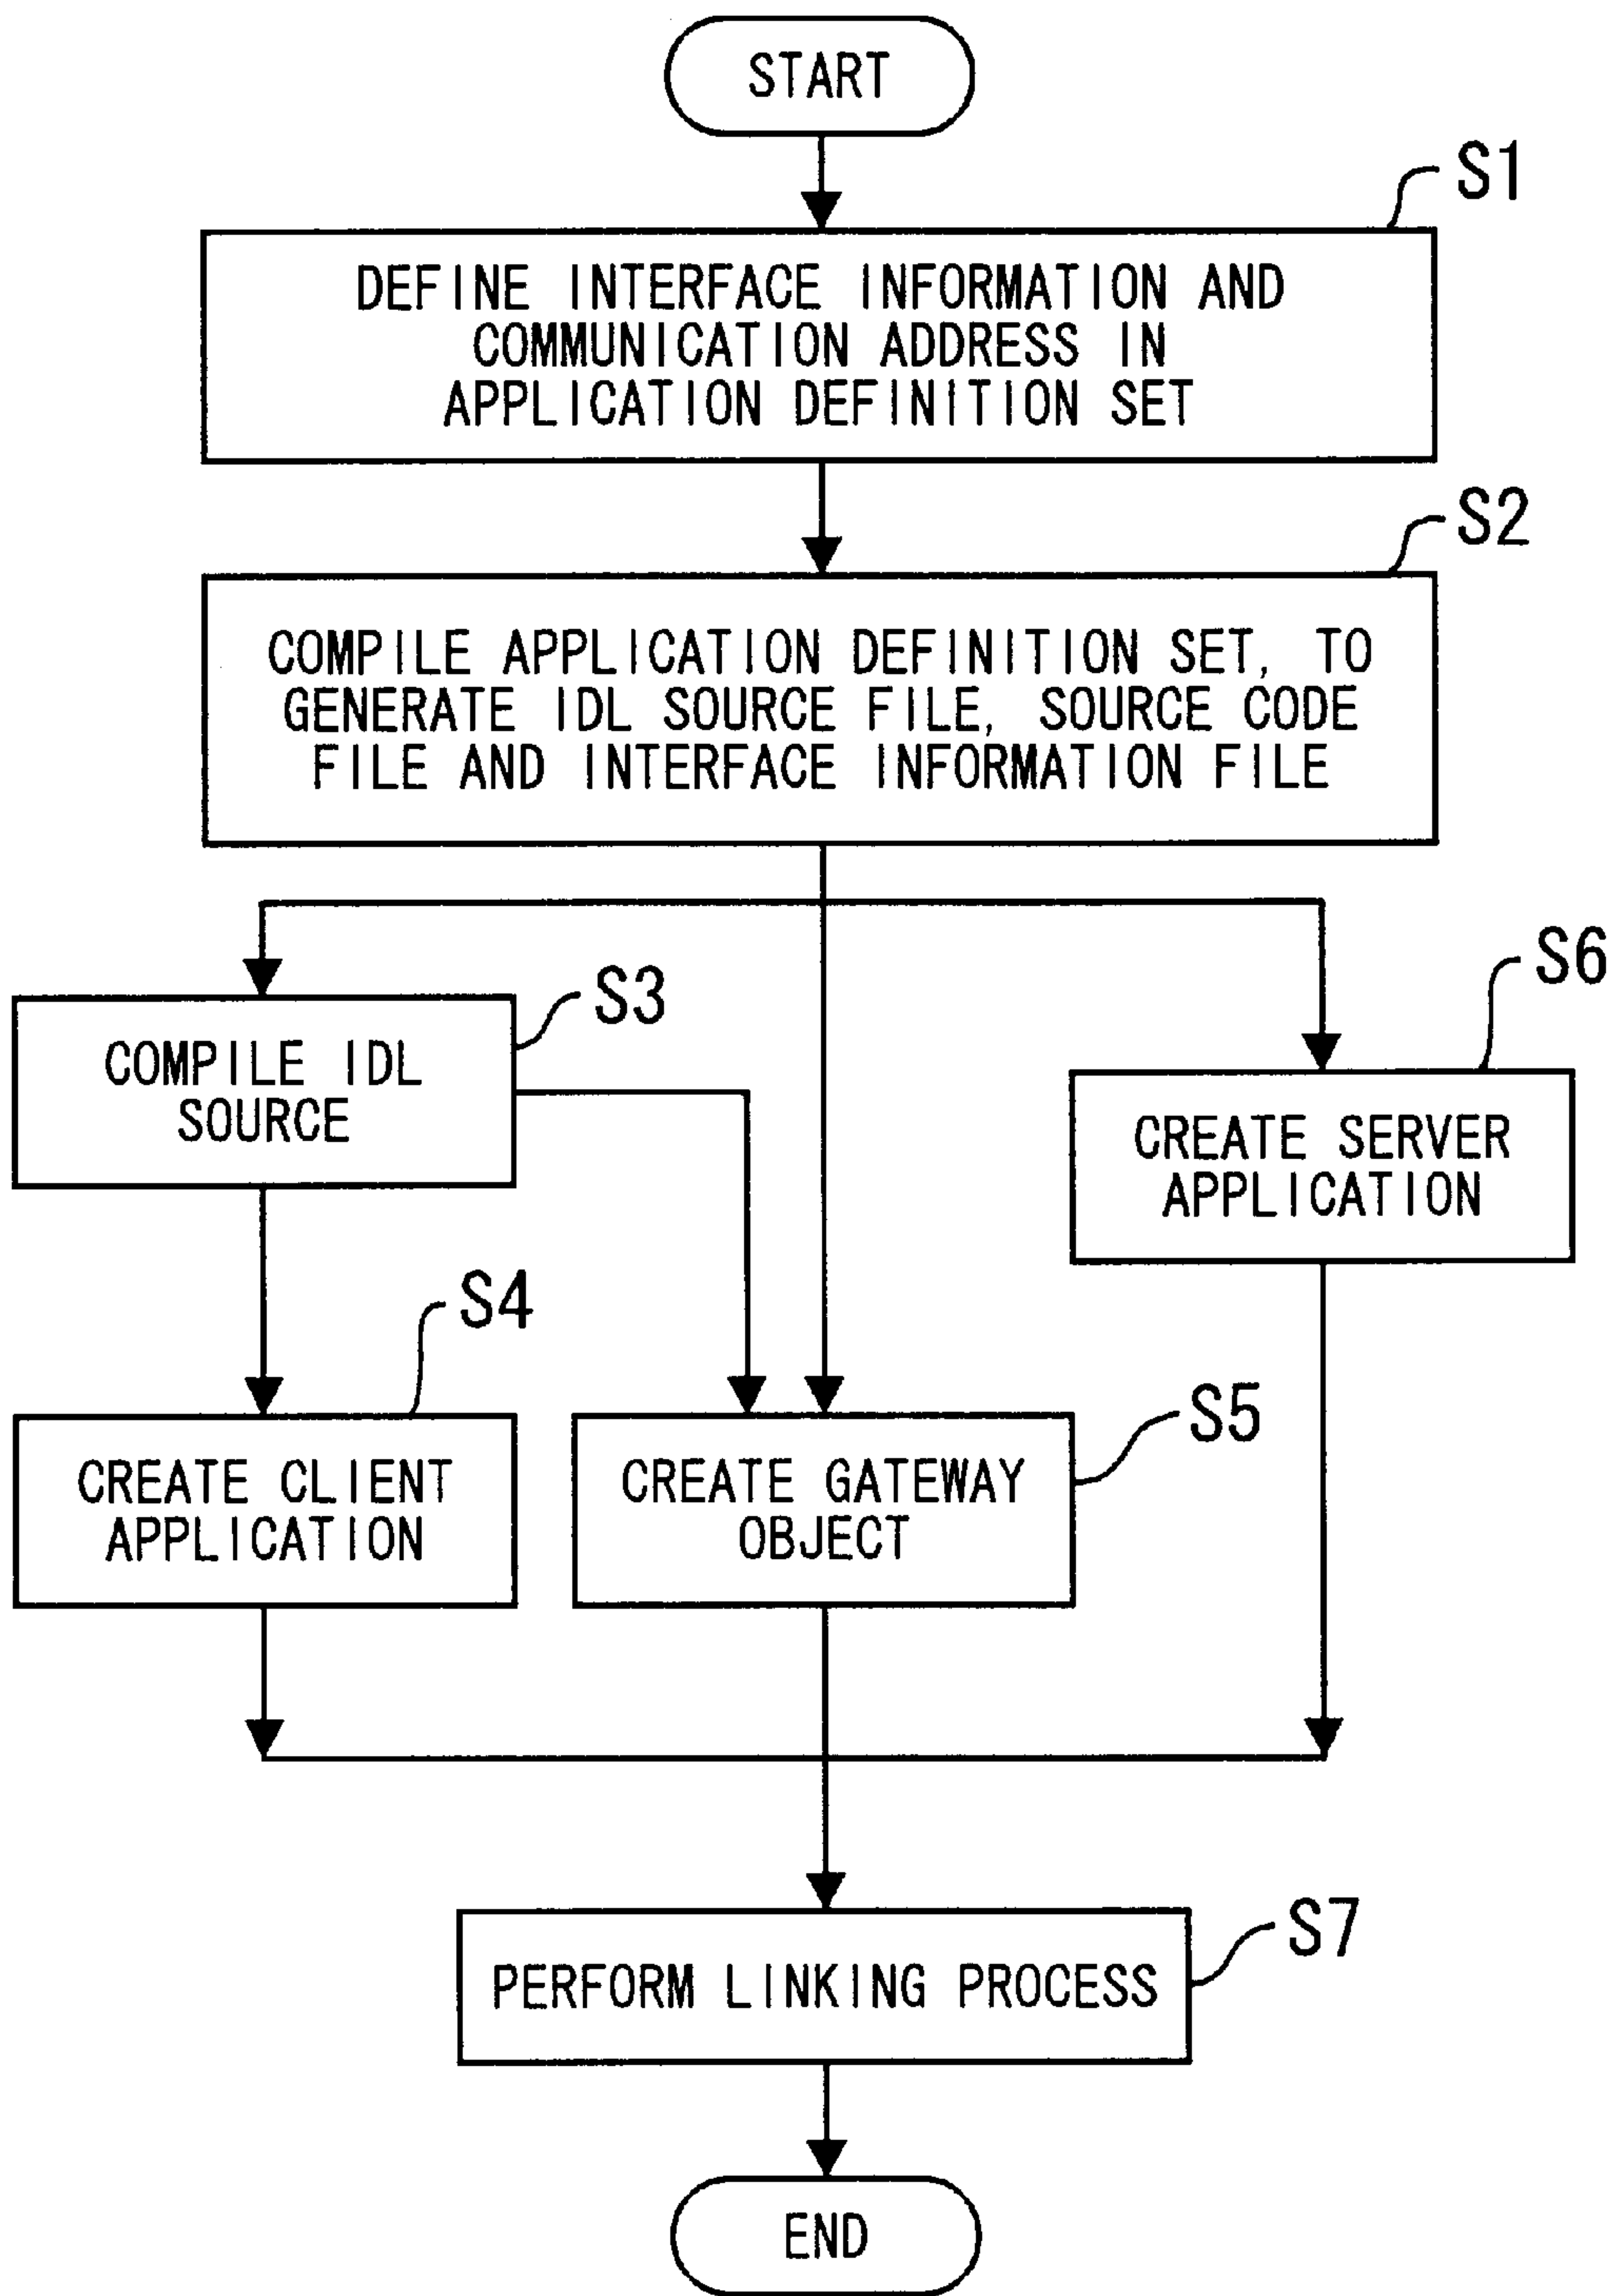 START
S1
DEFINE INTERFACE INFORMATION AND
COMMUNICATION ADDRESS IN
APPLICATION DEFINITION SET
S2
COMPILE APPLICATION DEFINITION SET, TO
GENERATE IDL SOURCE FILE, SOURCE CODE
FILE AND INTERFACE INFORMATION FILE
S3
COMPILE IDL
SOURCE
S6
CREATE SERVER
APPLICATION
S4
CREATE CLIENT
APPLICATION
S5
CREATE GATEWAY
OBJECT
S7
PERFORM LINKING PROCESS
END